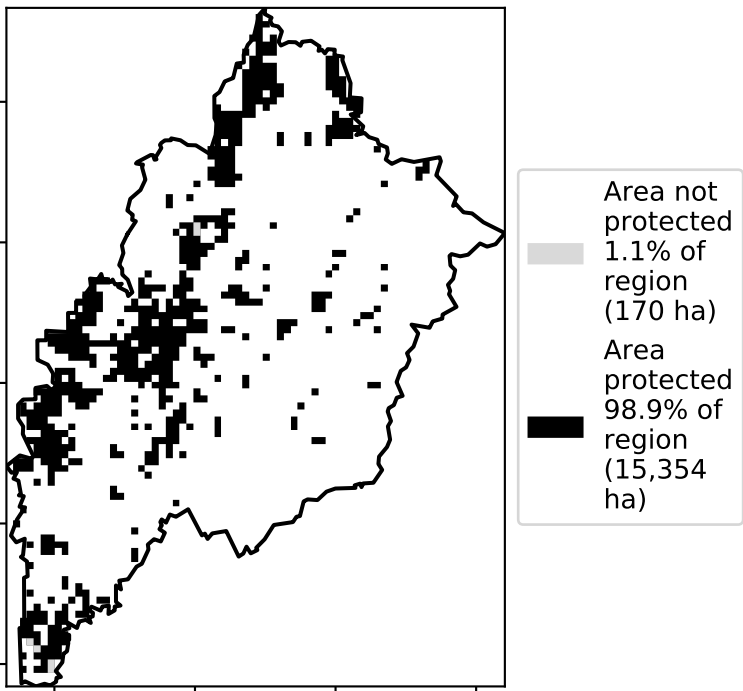 Area not
protected
1.1% of
region
(170 ha)
Area
protected
98.9% of
region
(15,354
ha)